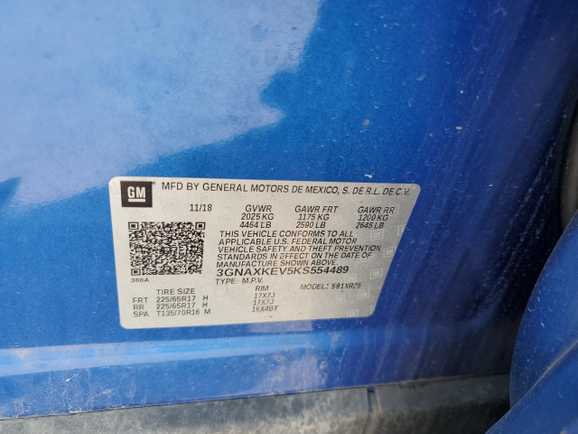 GM MFD BY GENERAL MOTORS DE MEXICO, S. DE R.L. DE C.V.
11/18 GVWR GAWR FRT GAWR RR
2025 KG 1175 KG 1200 KG
4464 LB 2590 LB 2645 LB
THIS VEHICLE CONFORMS TO ALL
APPLICABLE U.S. FEDERAL MOTOR
VEHICLE SAFETY AND THEFT PREVENTION
STANDARDS IN EFFECT ON THE DATE OF
MANUFACTURE SHOWN ABOVE.
3GNAXKEV5KS554489
TYPE: M.P.V. MODEL:
TIRE SIZE RIM
FRT 225/65R17 H 17X7J
RR 225/65R17 H 17X7J
SPA T135/70R16 M 16X4BT